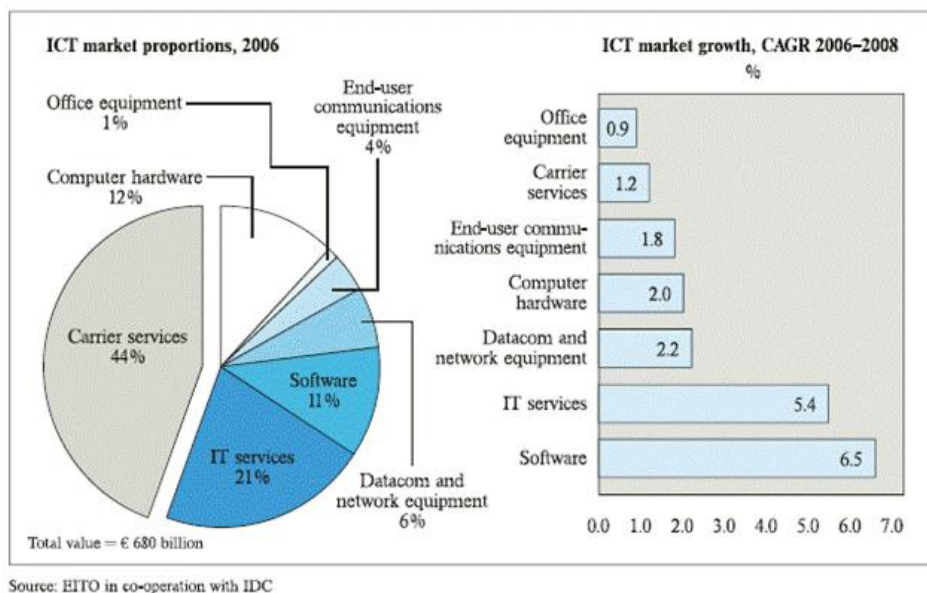 ICT market proportions, 2006
Office equipment
1%
End-user
communications
equipment
4%
Computer hardware
12%
Carrier services
44%
Software
11%
IT services
21%
Datacom and
network equipment
6%
Total value = € 680 billion
ICT market growth, CAGR 2006–2008
%
Office
equipment
0.9
Carrier
services
1.2
End-user commu-
nications equipment
1.8
Computer
hardware
2.0
Datacom and
network equipment
2.2
IT services
5.4
Software
6.5
0.0 1.0 2.0 3.0 4.0 5.0 6.0 7.0
Source: EITO in co-operation with IDC